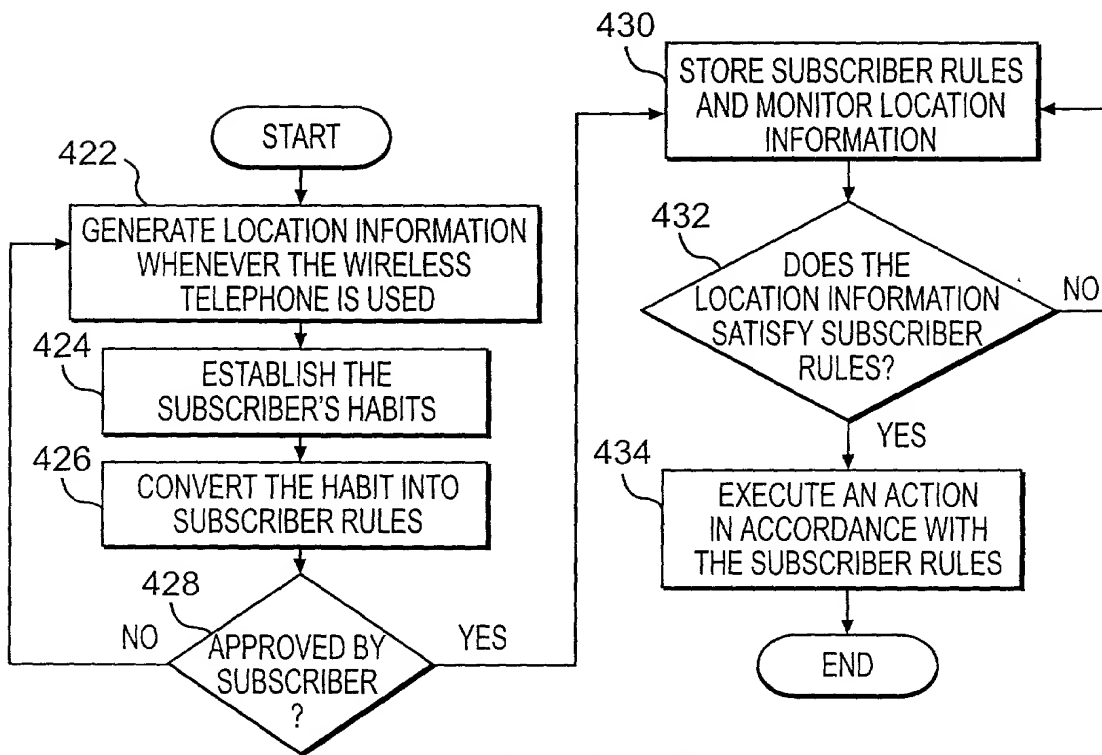 START
422
GENERATE LOCATION INFORMATION
WHENEVER THE WIRELESS
TELEPHONE IS USED
424
ESTABLISH THE
SUBSCRIBER'S HABITS
426
CONVERT THE HABIT INTO
SUBSCRIBER RULES
428
APPROVED BY
SUBSCRIBER
?
NO
YES
430
STORE SUBSCRIBER RULES
AND MONITOR LOCATION
INFORMATION
432
DOES THE
LOCATION INFORMATION
SATISFY SUBSCRIBER
RULES?
NO
YES
434
EXECUTE AN ACTION
IN ACCORDANCE WITH
THE SUBSCRIBER RULES
END